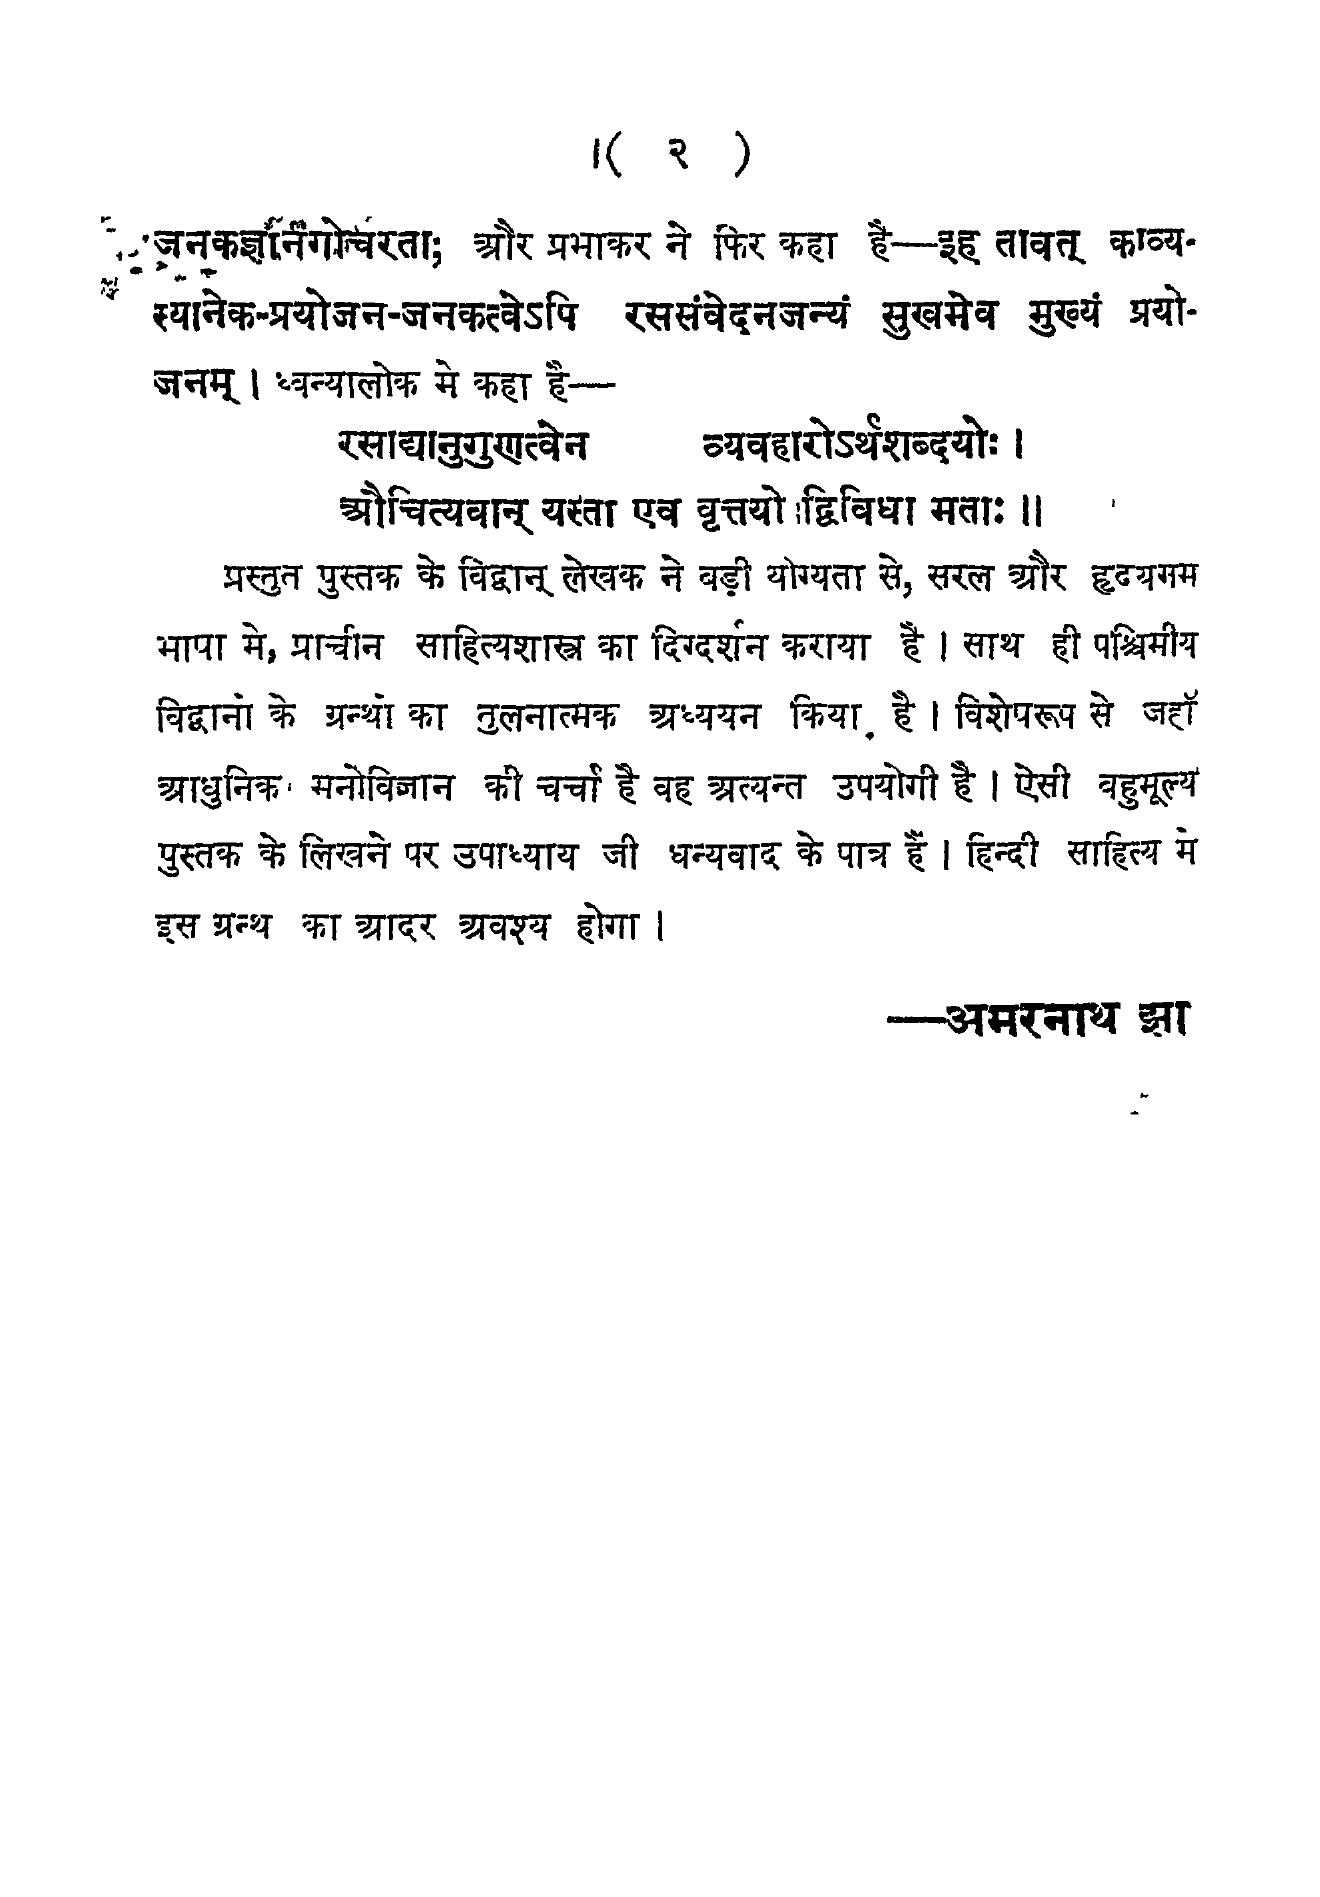 ( २ )
जनकज्ञानगोचरता; और प्रभाकर ने फिर कहा है—इह तावत् काव्य-
स्यानेक-प्रयोजन-जनकत्वेऽपि रससंवेदनजन्यं सुखमेव मुख्यं प्रयो-
जनम् । ध्वन्यालोक मे कहा है—
रसाद्यानुगुणत्वेन व्यवहारोऽर्थशब्दयोः ।
औचित्यवान् यस्ता एव वृत्तयो द्विविधा मताः ॥
प्रस्तुत पुस्तक के विद्वान् लेखक ने बड़ी योग्यता से, सरल और हृदयगम
भाषा मे, प्राचीन साहित्यशास्त्र का दिग्दर्शन कराया है । साथ ही पश्चिमीय
विद्वानों के ग्रन्थों का तुलनात्मक अध्ययन किया है । विशेषरूप से जहाँ
आधुनिक मनोविज्ञान की चर्चा है वह अत्यन्त उपयोगी है । ऐसी बहुमूल्य
पुस्तक के लिखने पर उपाध्याय जी धन्यवाद के पात्र हैं । हिन्दी साहित्य मे
इस ग्रन्थ का आदर अवश्य होगा ।
—अमरनाथ झा